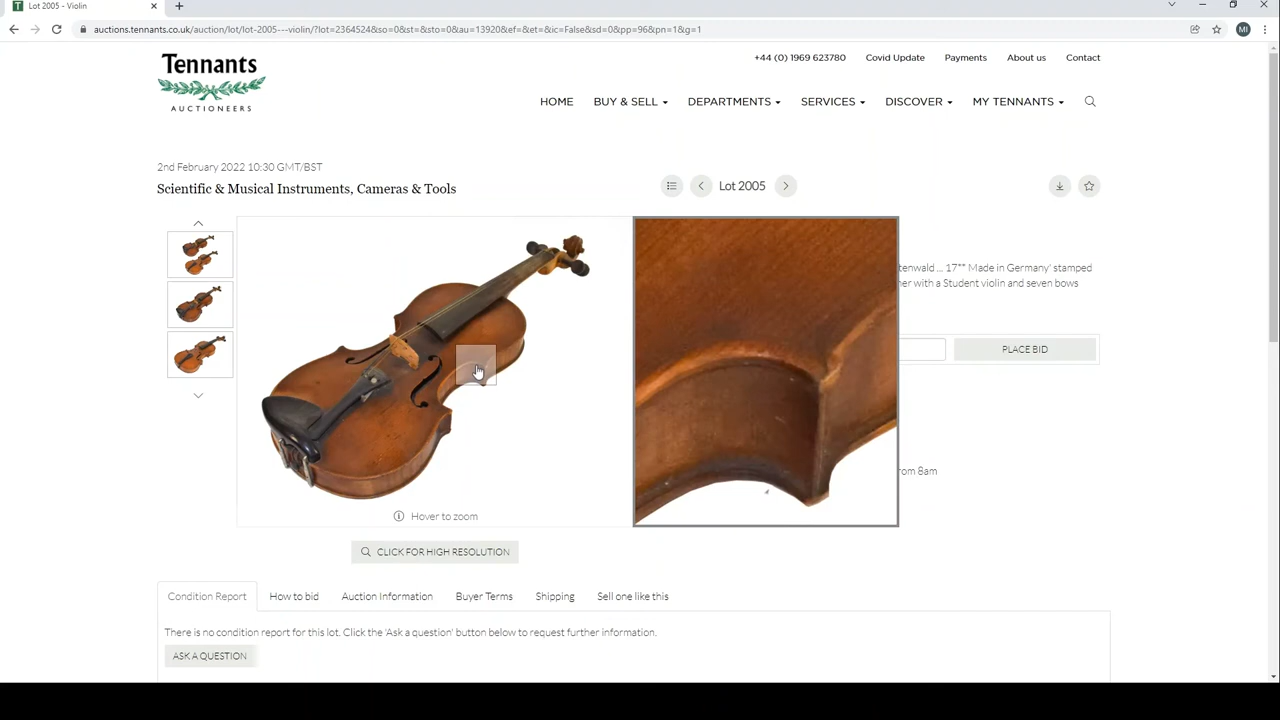 Lot 2005 - Violin
auctions.tennants.co.uk/auction/lot/lot-2005---violin/?lot=2364524&so=0&st=&sto=0&au=13920&ef=&et=&ic=False&sd=0&pp=96&pn=1&g=1
MI
Tennants
AUCTIONEERS
+44 (0) 1969 623780 Covid Update Payments About us Contact
HOME BUY & SELL DEPARTMENTS SERVICES DISCOVER MY TENNANTS
2nd February 2022 10:30 GMT/BST
Scientific & Musical Instruments, Cameras & Tools
Lot 2005
tenwald ... 17** Made in Germany' stamped
her with a Student violin and seven bows
PLACE BID
rom 8am
Hover to zoom
CLICK FOR HIGH RESOLUTION
Condition Report How to bid Auction Information Buyer Terms Shipping Sell one like this
There is no condition report for this lot. Click the 'Ask a question' button below to request further information.
ASK A QUESTION